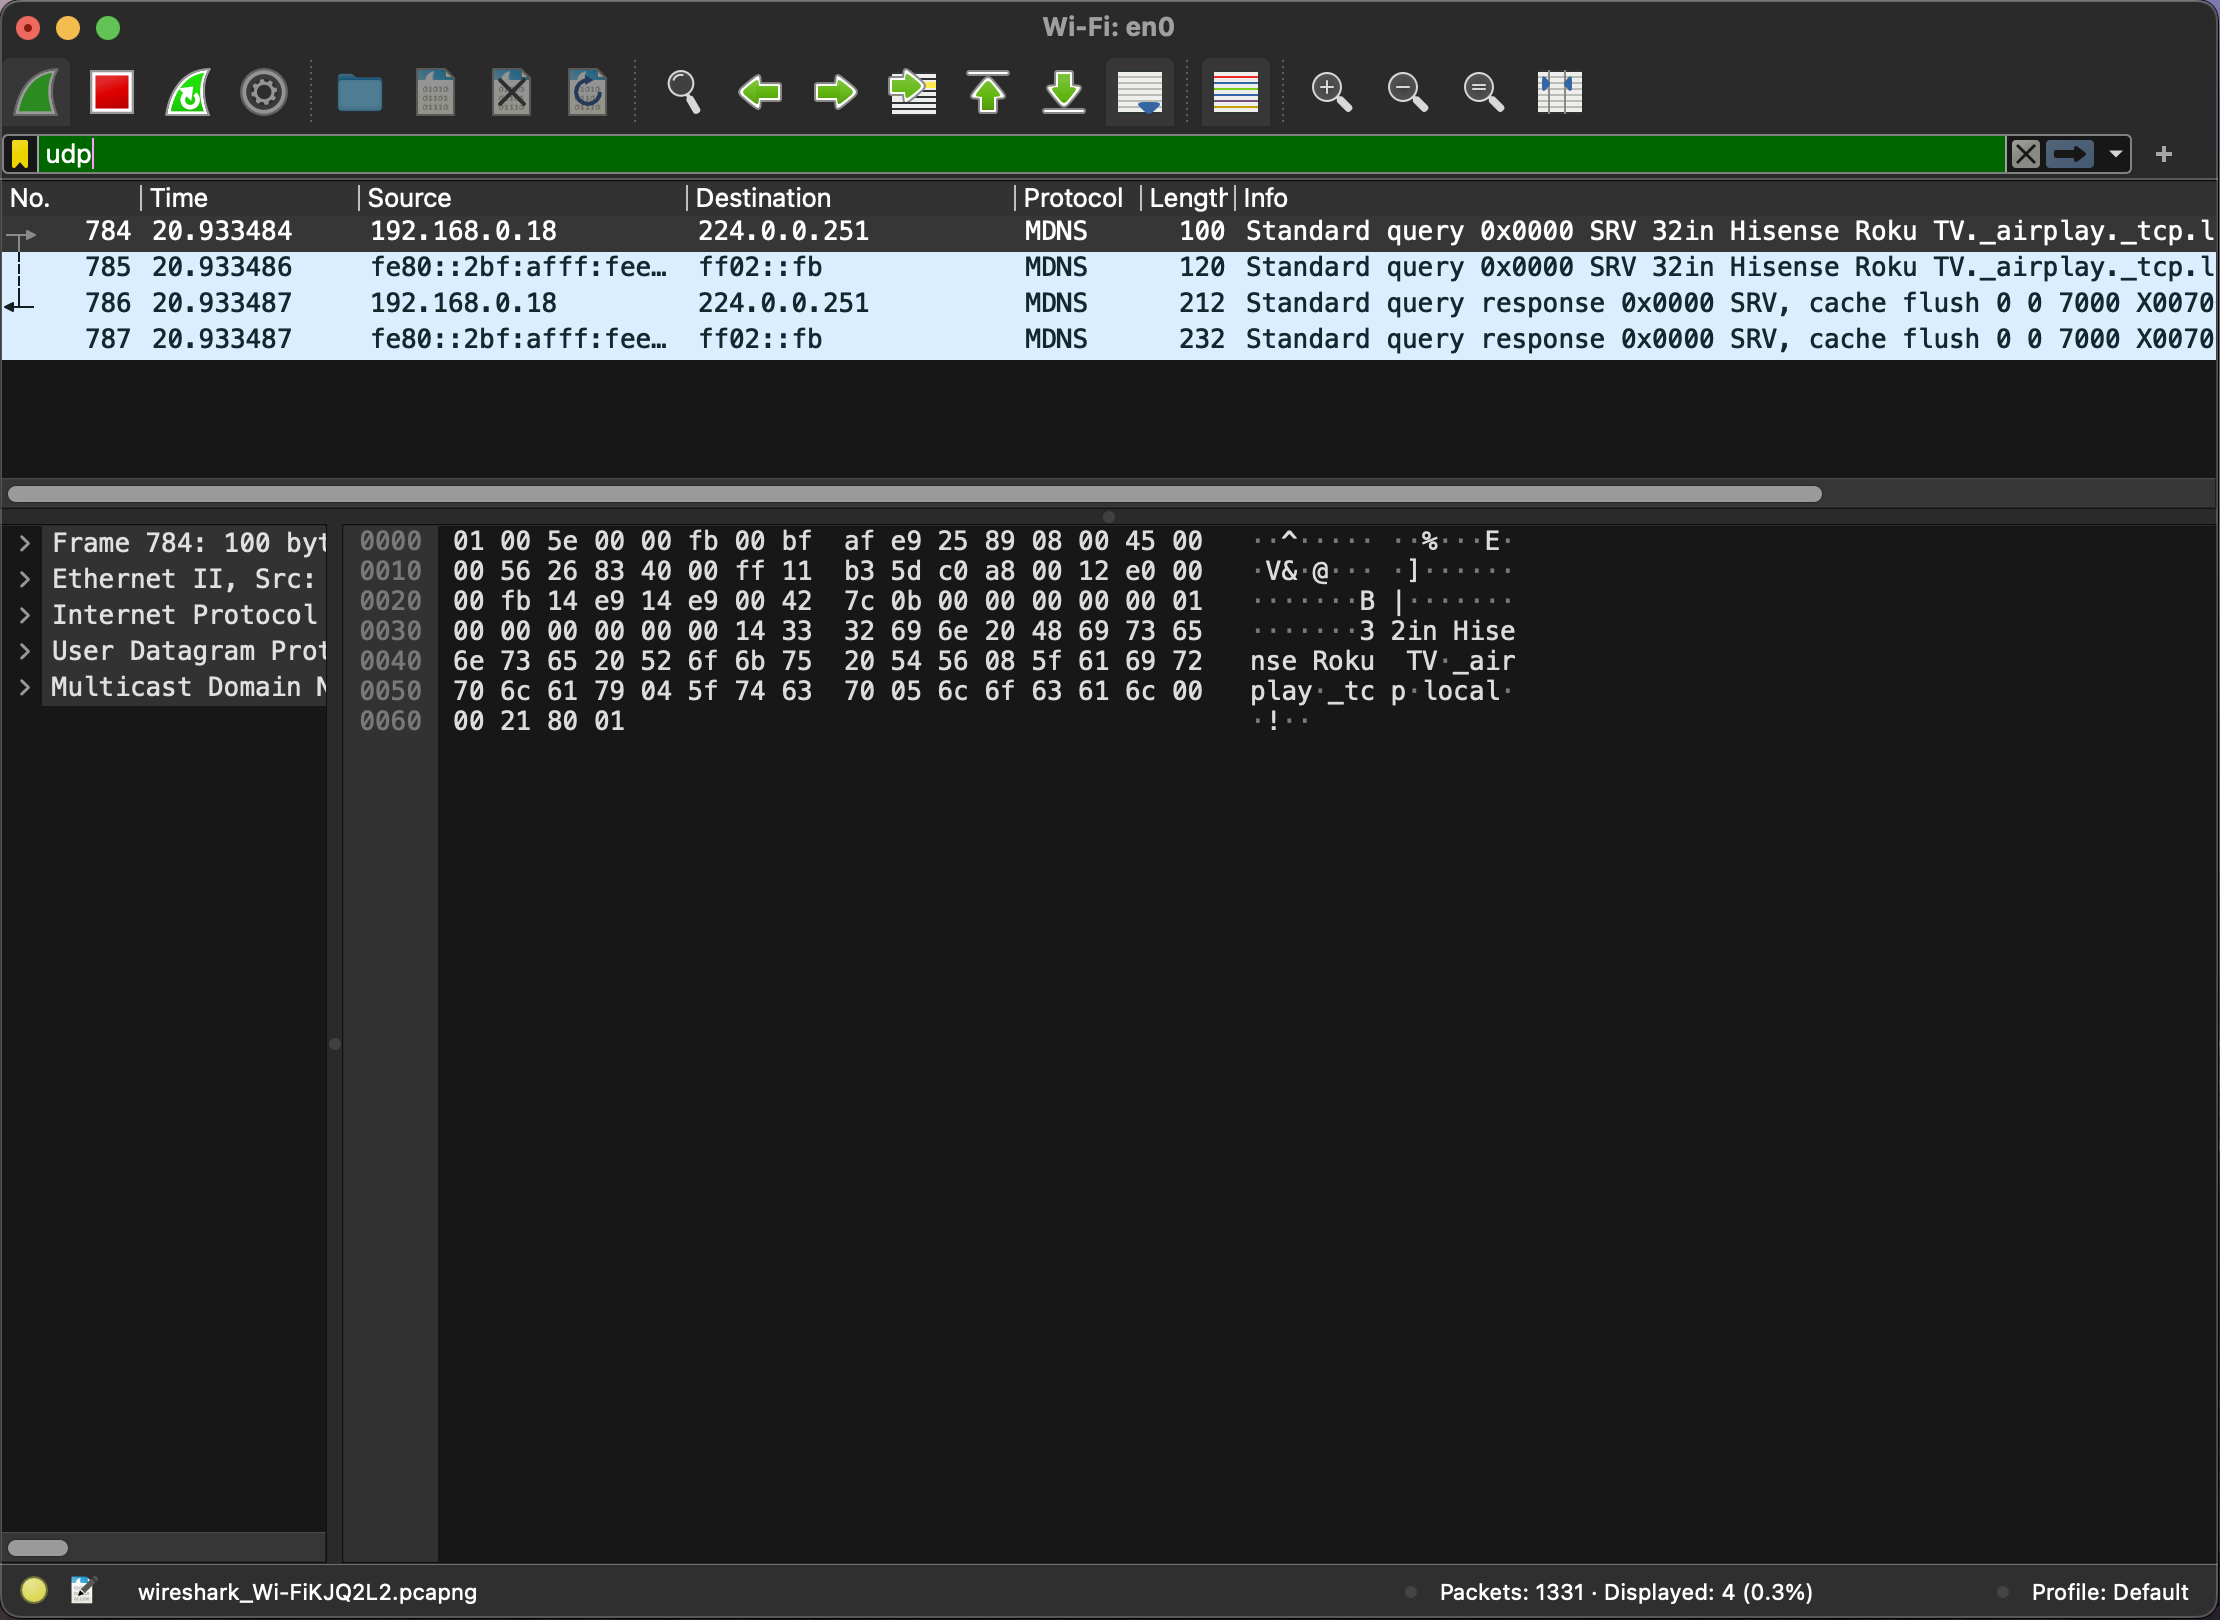 Wi-Fi: en0
udp
No. Time Source Destination Protocol Length Info
784 20.933484 192.168.0.18 224.0.0.251 MDNS 100 Standard query 0x0000 SRV 32in Hisense Roku TV._airplay._tcp.l
785 20.933486 fe80::2bf:afff:fee… ff02::fb MDNS 120 Standard query 0x0000 SRV 32in Hisense Roku TV._airplay._tcp.l
786 20.933487 192.168.0.18 224.0.0.251 MDNS 212 Standard query response 0x0000 SRV, cache flush 0 0 7000 X0070
787 20.933487 fe80::2bf:afff:fee… ff02::fb MDNS 232 Standard query response 0x0000 SRV, cache flush 0 0 7000 X0070
Frame 784: 100 byt
Ethernet II, Src:
Internet Protocol
User Datagram Prot
Multicast Domain N
0000 01 00 5e 00 00 fb 00 bf af e9 25 89 08 00 45 00 ··^····· ··%···E·
0010 00 56 26 83 40 00 ff 11 b3 5d c0 a8 00 12 e0 00 ·V&·@··· ·]······
0020 00 fb 14 e9 14 e9 00 42 7c 0b 00 00 00 00 00 01 ·······B |·······
0030 00 00 00 00 00 00 14 33 32 69 6e 20 48 69 73 65 ·······3 2in Hise
0040 6e 73 65 20 52 6f 6b 75 20 54 56 08 5f 61 69 72 nse Roku  TV·_air
0050 70 6c 61 79 04 5f 74 63 70 05 6c 6f 63 61 6c 00 play·_tc p·local·
0060 00 21 80 01 ·!··
wireshark_Wi-FiKJQ2L2.pcapng
Packets: 1331 · Displayed: 4 (0.3%)
Profile: Default